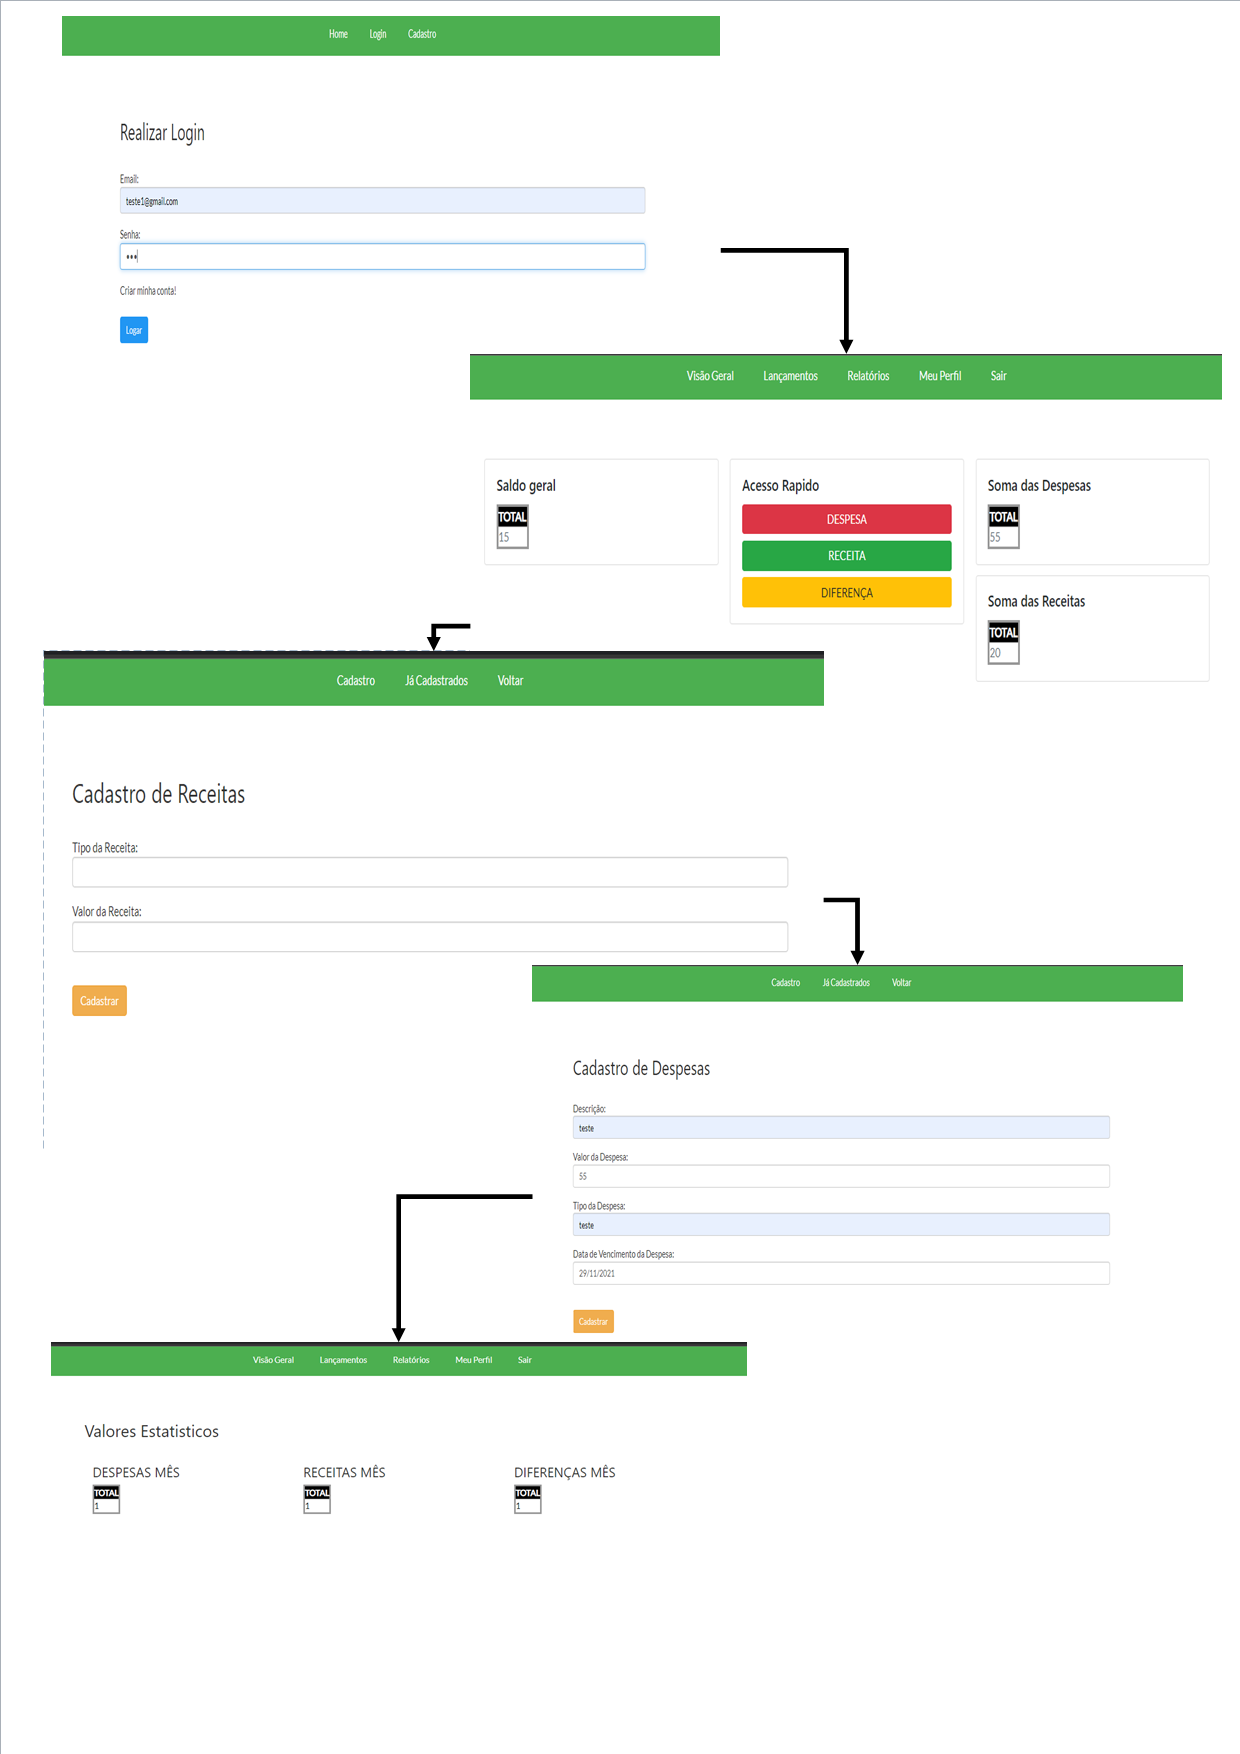 Home Login Cadastro
Realizar Login
Email:
teste1@gmail.com
Senha:
•••
Criar minha conta!
Logar
Visão Geral Lançamentos Relatórios Meu Perfil Sair
Saldo geral
TOTAL
15
Acesso Rapido
DESPESA
RECEITA
DIFERENÇA
Soma das Despesas
TOTAL
55
Soma das Receitas
TOTAL
20
Cadastro Já Cadastrados Voltar
Cadastro de Receitas
Tipo da Receita:
Valor da Receita:
Cadastrar
Cadastro Já Cadastrados Voltar
Cadastro de Despesas
Descrição:
teste
Valor da Despesa:
55
Tipo da Despesa:
teste
Data de Vencimento da Despesa:
29/11/2021
Cadastrar
Visão Geral Lançamentos Relatórios Meu Perfil Sair
Valores Estatisticos
DESPESAS MÊS
TOTAL
1
RECEITAS MÊS
TOTAL
1
DIFERENÇAS MÊS
TOTAL
1